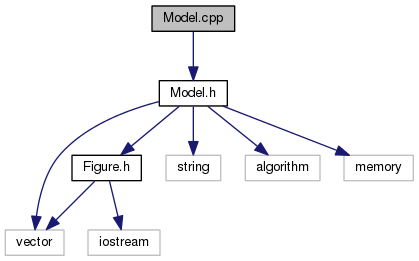 Model.cpp
Model.h
Figure.h
string
algorithm
memory
vector
iostream